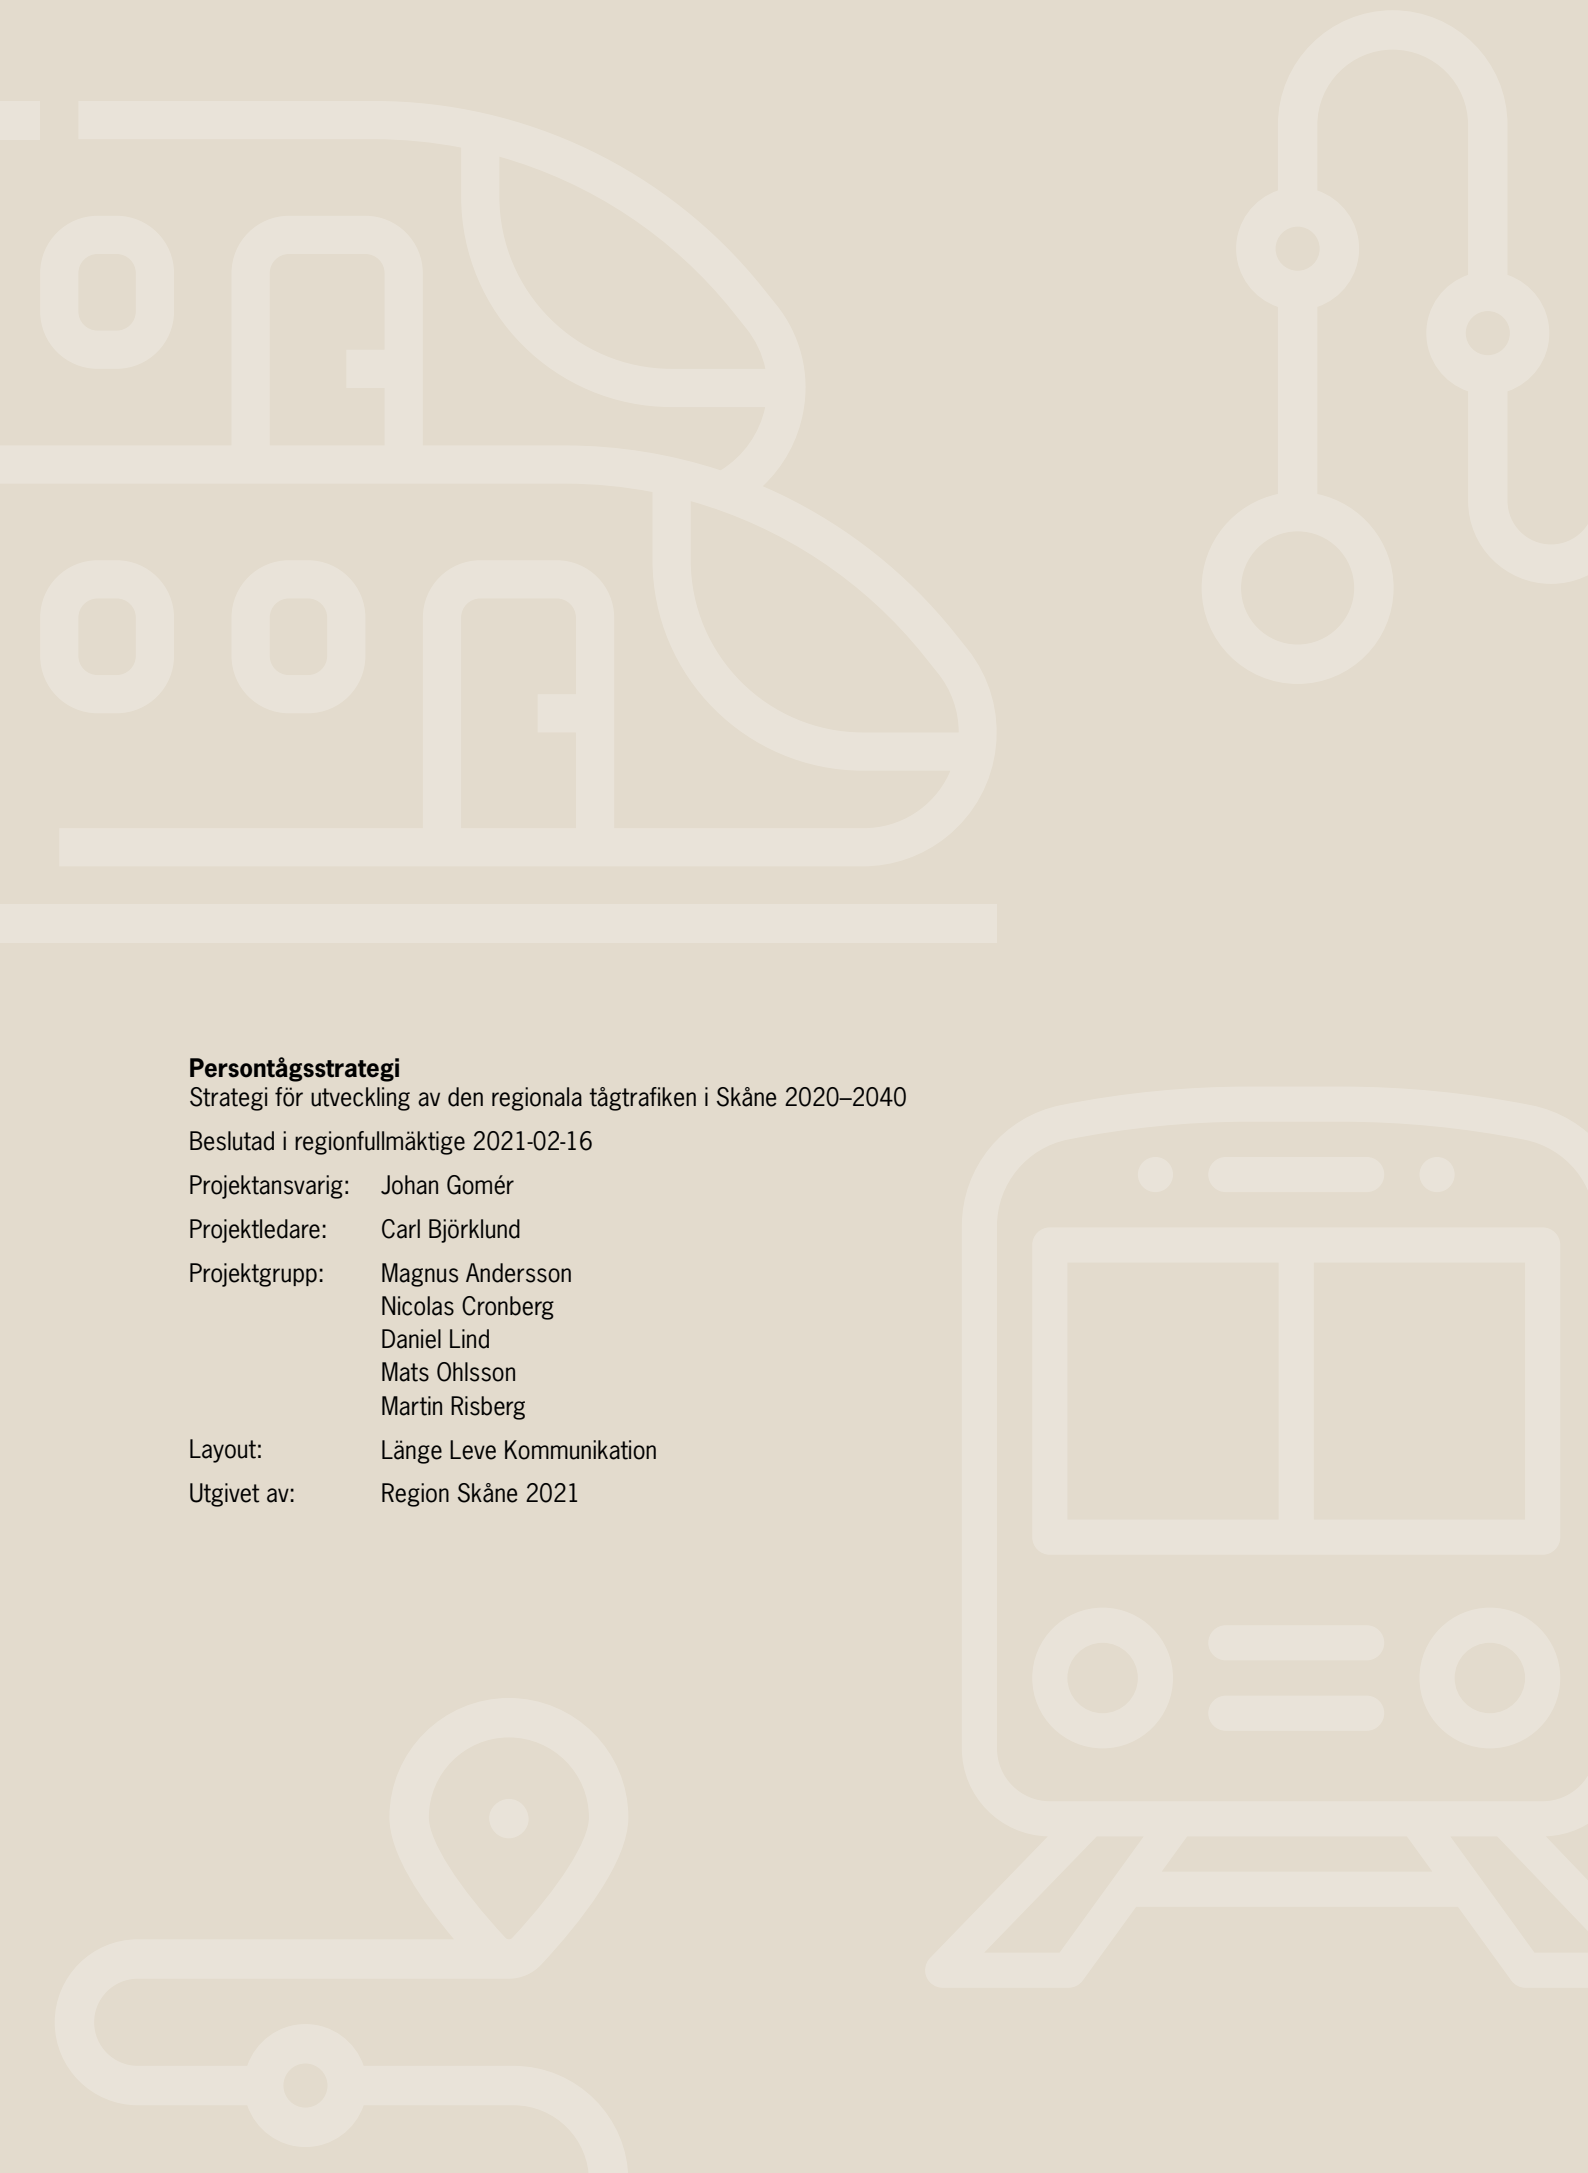 Persontågsstrategi
Strategi för utveckling av den regionala tågtrafiken i Skåne 2020–2040
Beslutad i regionfullmäktige 2021-02-16
Projektansvarig: Johan Gomér
Projektledare: Carl Björklund
Projektgrupp: Magnus Andersson
Nicolas Cronberg
Daniel Lind
Mats Ohlsson
Martin Risberg
Layout: Länge Leve Kommunikation
Utgivet av: Region Skåne 2021